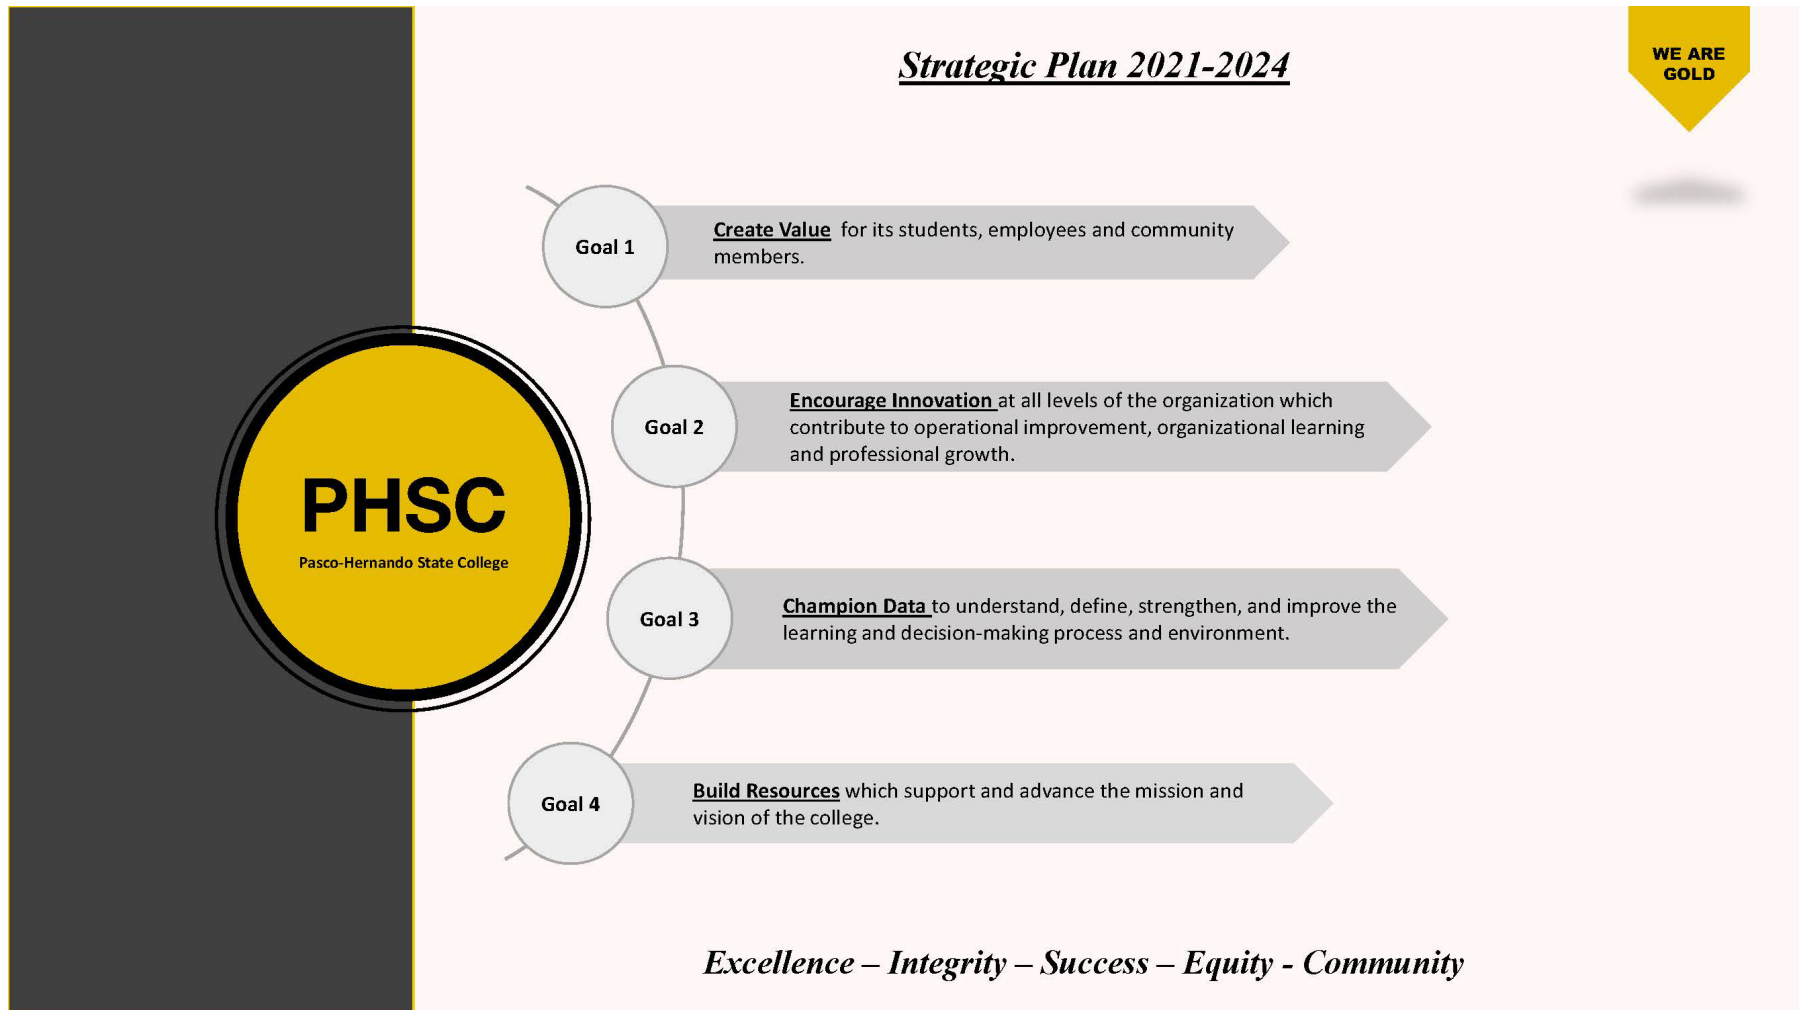 Strategic Plan 2021-2024
WE ARE
GOLD
Goal 1
Create Value for its students, employees and community
members.
Goal 2
Encourage Innovation at all levels of the organization which
contribute to operational improvement, organizational learning
and professional growth.
PHSC
Pasco-Hernando State College
Goal 3
Champion Data to understand, define, strengthen, and improve the
learning and decision-making process and environment.
Goal 4
Build Resources which support and advance the mission and
vision of the college.
Excellence – Integrity – Success – Equity - Community